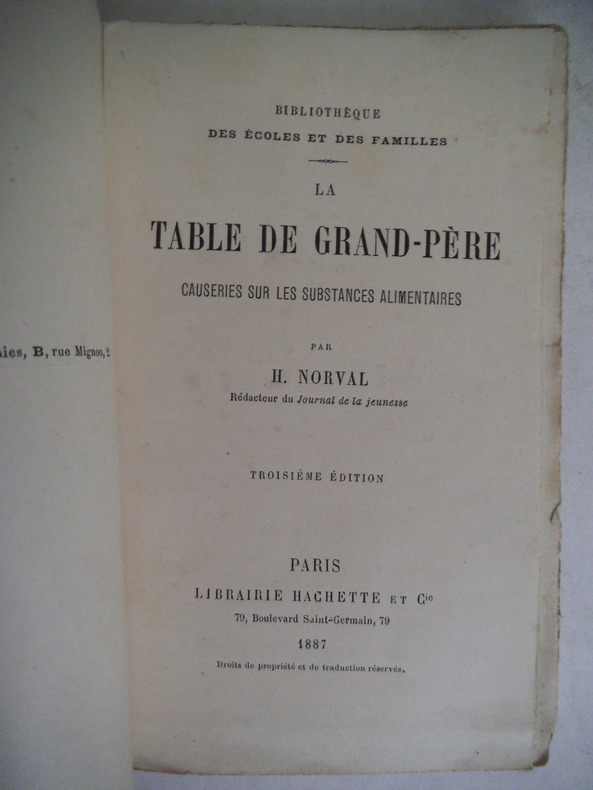 BIBLIOTHÈQUE
DES ÉCOLES ET DES FAMILLES
LA
TABLE DE GRAND-PÈRE
CAUSERIES SUR LES SUBSTANCES ALIMENTAIRES
PAR
H. NORVAL
Rédacteur du Journal de la jeunesse
TROISIÈME ÉDITION
PARIS
LIBRAIRIE HACHETTE ET Cie
79, Boulevard Saint-Germain, 79
1887
Droits de propriété et de traduction réservés.
B, rue Mignon, 2.